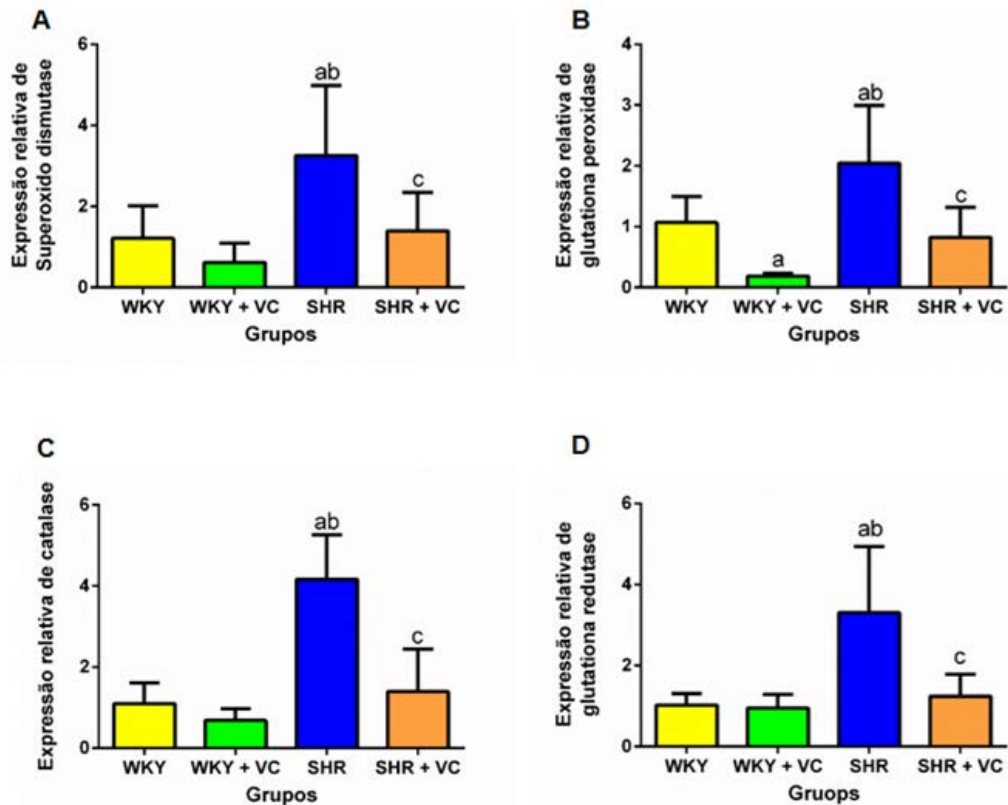 A
Expressão relativa de
Superoxido dismutase
6
4
2
0
ab
c
WKY
WKY + VC
SHR
SHR + VC
Grupos
B
Expressão relativa de
glutationa peroxidase
4
3
2
1
0
a
ab
c
WKY
WKY + VC
SHR
SHR + VC
Grupos
C
Expressão relativa de catalase
6
4
2
0
ab
c
WKY
WKY + VC
SHR
SHR + VC
Grupos
D
Expressão relativa de
glutationa redutase
6
4
2
0
ab
c
WKY
WKY + VC
SHR
SHR + VC
Gruops